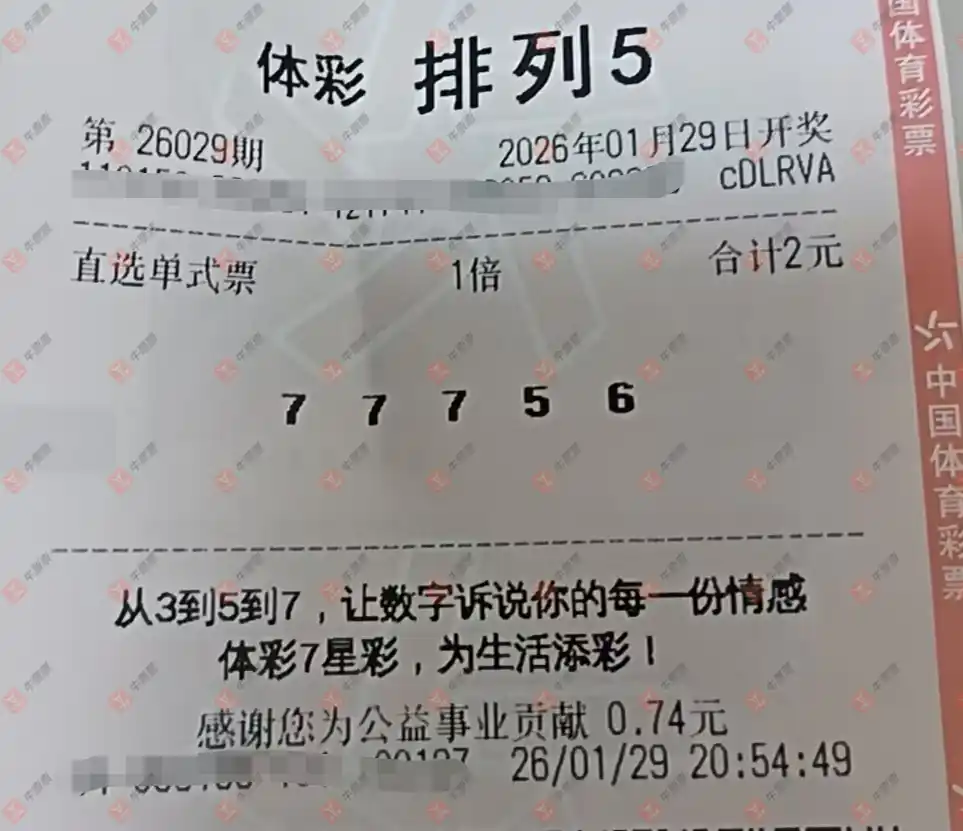 体彩 排列5
第 26029期 2026年01月29日开奖
cDLRVA
直选单式票 1倍 合计2元
7 7 7 5 6
从3到5到7，让数字诉说你的每一份情感
体彩7星彩，为生活添彩！
感谢您为公益事业贡献 0.74元
26/01/29 20:54:49
国体育彩票
中国体育彩票